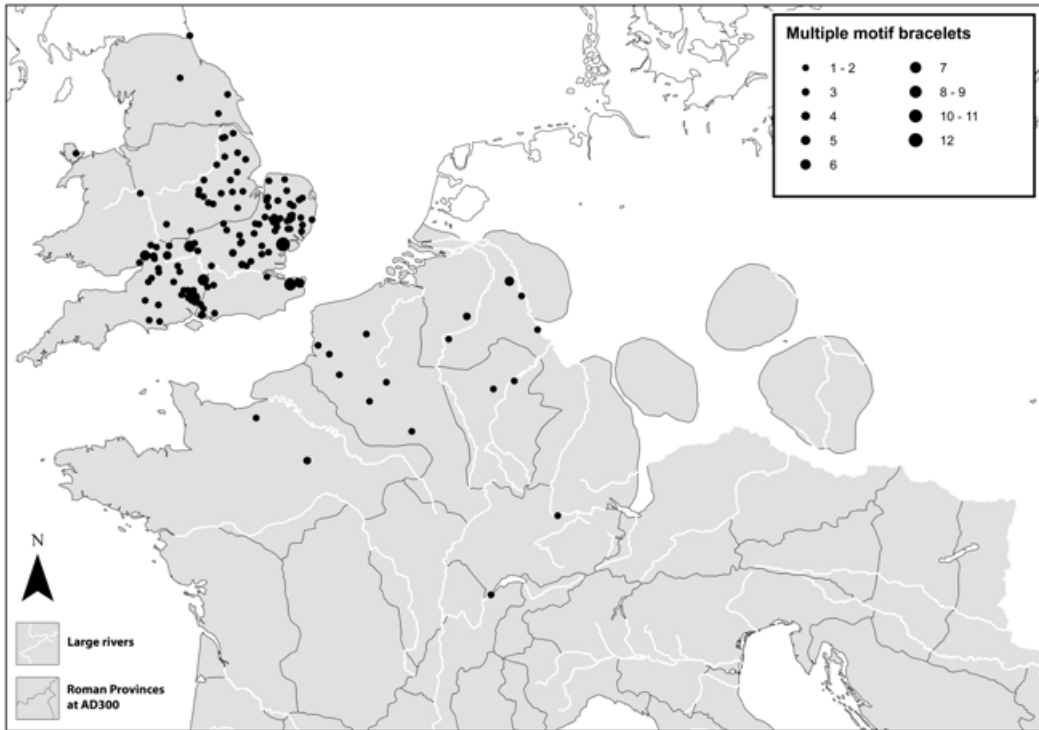 Multiple motif bracelets
1 - 2
3
4
5
6
7
8 - 9
10 - 11
12
N
Large rivers
Roman Provinces
at AD300